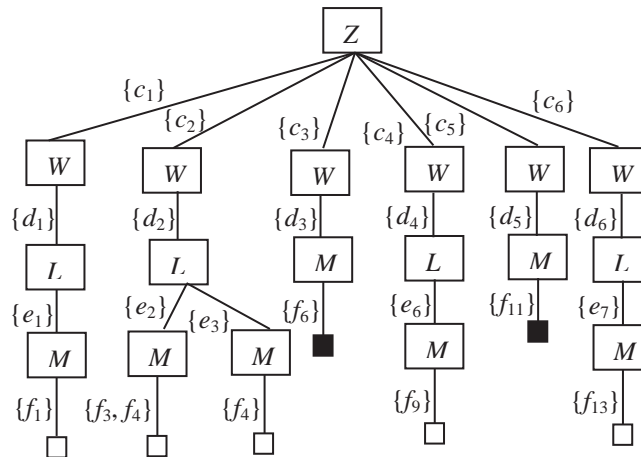 Z
{c1} {c2} {c3} {c4} {c5} {c6}
W W W W W W
{d1} {d2} {d3} {d4} {d5} {d6}
L L M L M L
{e1} {e2} {e3} {f6} {e6} {f11} {e7}
M M M M M
{f1} {f3, f4} {f4} {f9} {f13}